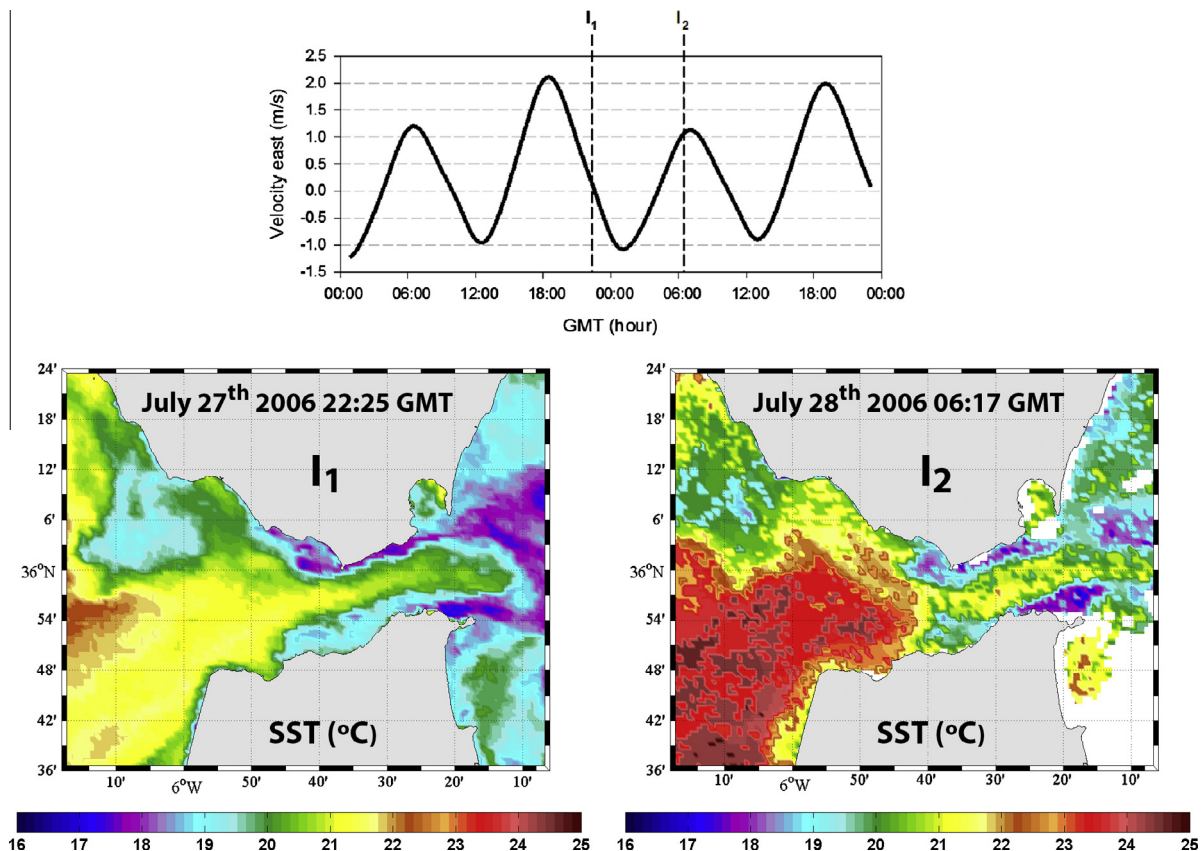 I1 I2
2.5
2.0
1.5
1.0
0.5
0.0
-0.5
-1.0
-1.5
Velocity east (m/s)
00:00 06:00 12:00 18:00 00:00 06:00 12:00 18:00 00:00
GMT (hour)
24'
18'
12'
6'
36°N
54'
48'
42'
36'
July 27th 2006 22:25 GMT
I1
SST (ºC)
10' 6°W 50' 40' 30' 20' 10'
16 17 18 19 20 21 22 23 24 25
24'
18'
12'
6'
36°N
54'
48'
42'
36'
July 28th 2006 06:17 GMT
I2
SST (ºC)
10' 6°W 50' 40' 30' 20' 10'
16 17 18 19 20 21 22 23 24 25